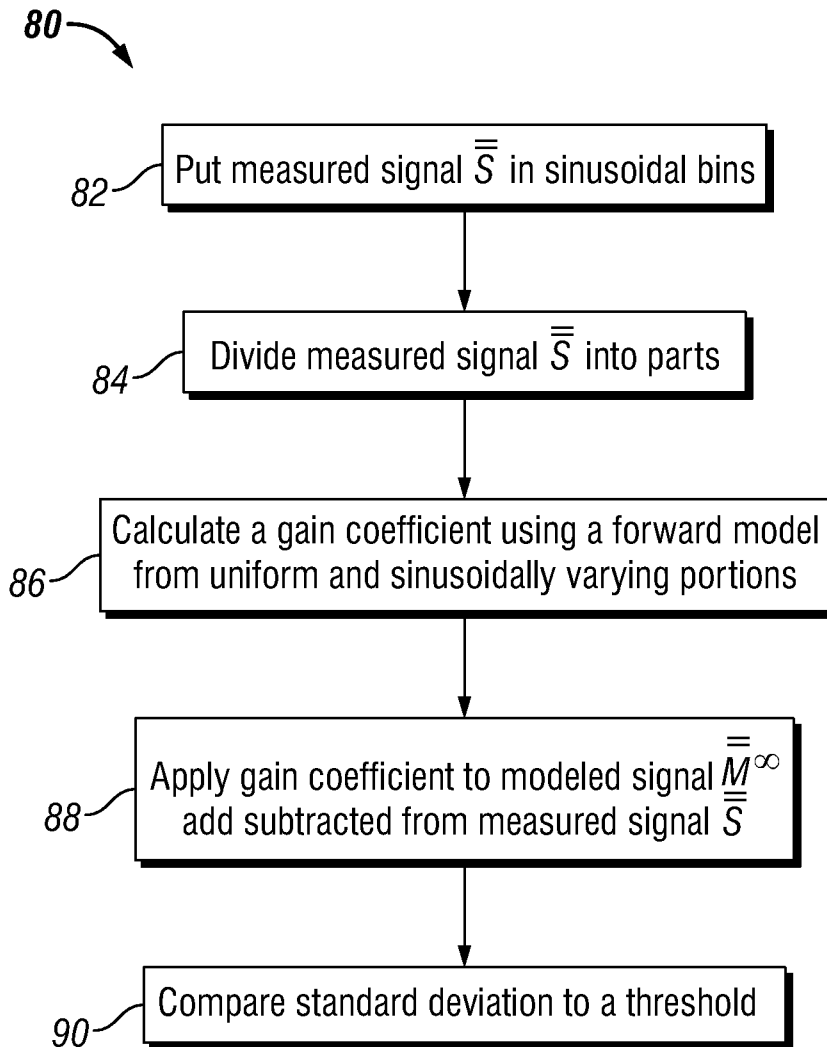 80
82
Put measured signal S̿ in sinusoidal bins
84
Divide measured signal S̿ into parts
86
Calculate a gain coefficient using a forward model
from uniform and sinusoidally varying portions
88
Apply gain coefficient to modeled signal M̿^∞
add subtracted from measured signal S̿
90
Compare standard deviation to a threshold